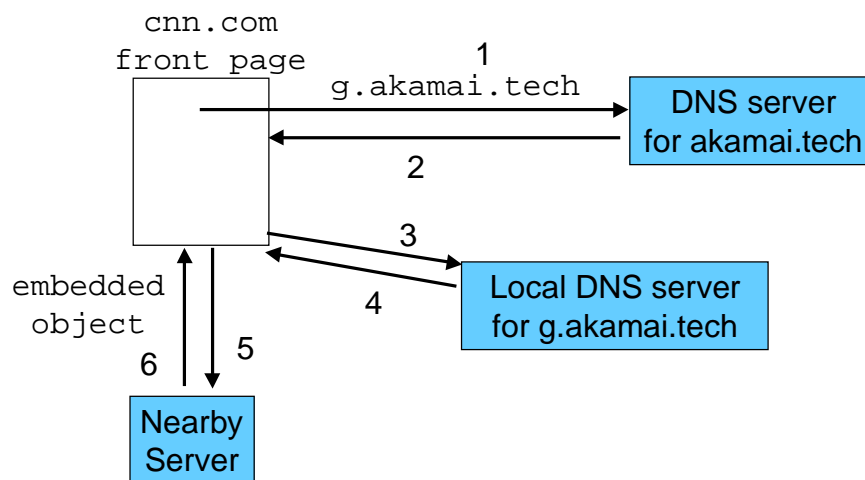 cnn.com
front page
1
g.akamai.tech
DNS server
for akamai.tech
2
3
4
Local DNS server
for g.akamai.tech
embedded
object
5
6
Nearby
Server